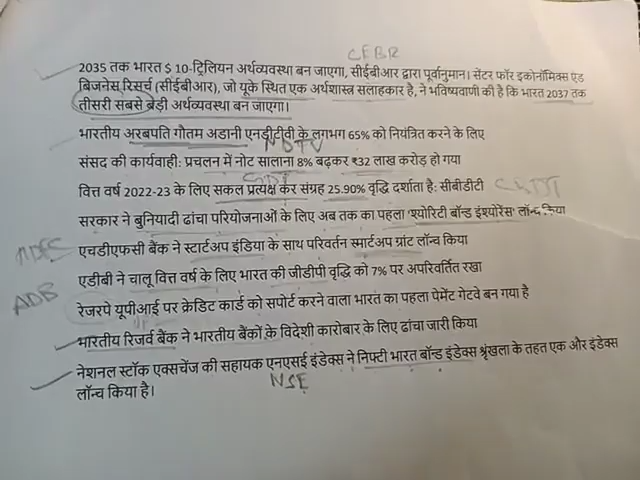 CEBR
2035 तक भारत $ 10-ट्रिलियन अर्थव्यवस्था बन जाएगा, सीईबीआर द्वारा पूर्वानुमान। सेंटर फॉर इकोनॉमिक्स एंड
बिजनेस रिसर्च (सीईबीआर), जो यूके स्थित एक अर्थशास्त्र सलाहकार है, ने भविष्यवाणी की है कि भारत 2037 तक
तीसरी सबसे बड़ी अर्थव्यवस्था बन जाएगा।
भारतीय अरबपति गौतम अडानी एनडीटीवी के लगभग 65% को नियंत्रित करने के लिए
NDTV
संसद की कार्यवाही: प्रचलन में नोट सालाना 8% बढ़कर ₹32 लाख करोड़ हो गया
वित्त वर्ष 2022-23 के लिए सकल प्रत्यक्ष कर संग्रह 25.90% वृद्धि दर्शाता है: सीबीडीटी
सरकार ने बुनियादी ढांचा परियोजनाओं के लिए अब तक का पहला 'श्योरिटी बॉन्ड इंश्योरेंस' लॉन्च किया
HDFC एचडीएफसी बैंक ने स्टार्टअप इंडिया के साथ परिवर्तन स्मार्टअप ग्रांट लॉन्च किया
ADB एडीबी ने चालू वित्त वर्ष के लिए भारत की जीडीपी वृद्धि को 7% पर अपरिवर्तित रखा
रेजरपे यूपीआई पर क्रेडिट कार्ड को सपोर्ट करने वाला भारत का पहला पेमेंट गेटवे बन गया है
भारतीय रिजर्व बैंक ने भारतीय बैंकों के विदेशी कारोबार के लिए ढांचा जारी किया
नेशनल स्टॉक एक्सचेंज की सहायक एनएसई इंडेक्स ने निफ्टी भारत बॉन्ड इंडेक्स श्रृंखला के तहत एक और इंडेक्स
NSE
लॉन्च किया है।